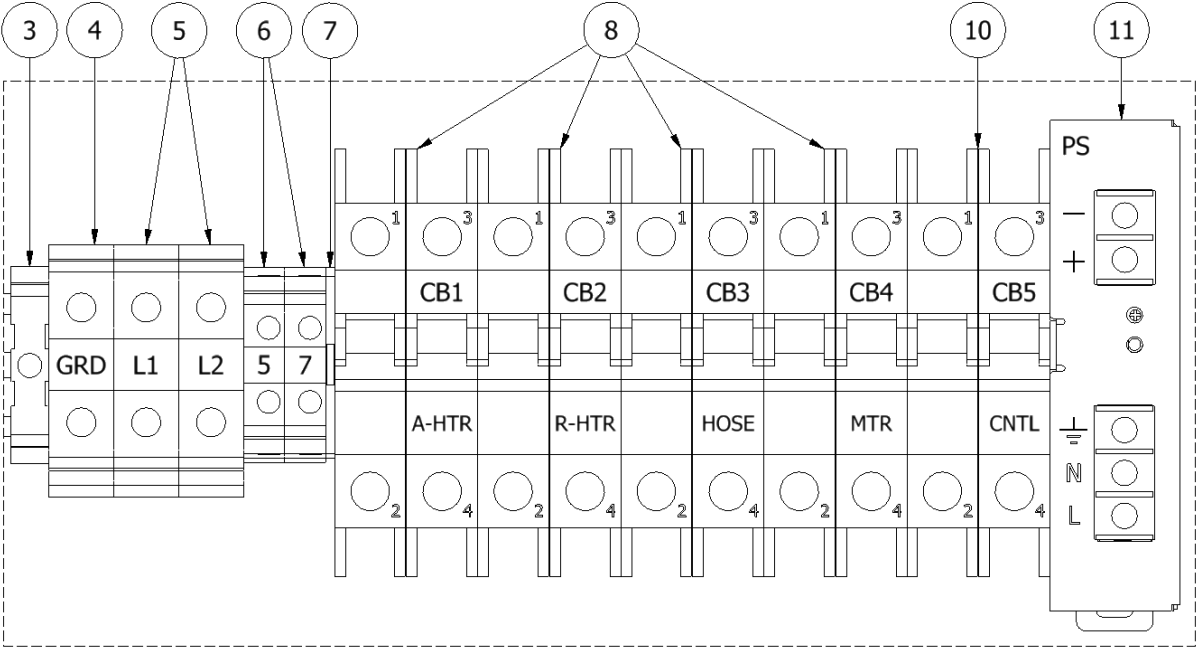 3 4 5 6 7 8 10 11
PS
1 3 1 3 1 3 1 3 1 3
−
+
CB1 CB2 CB3 CB4 CB5
GRD L1 L2 5 7
A-HTR R-HTR HOSE MTR CNTL
N
2 4 2 4 2 4 2 4 2 4
L